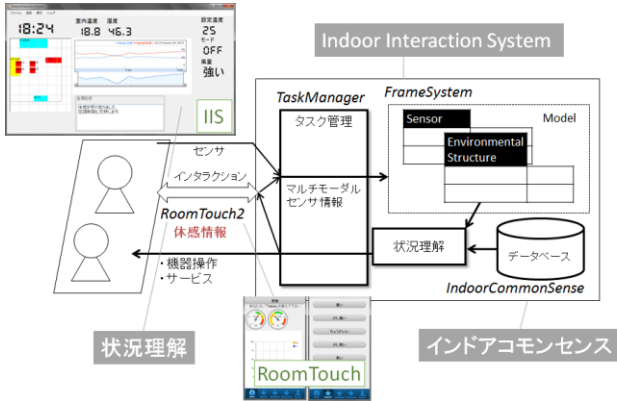 18:24
室内温度 湿度
18.8 46.3
設定温度
25
モード
OFF
風量
強い
IIS
Indoor Interaction System
TaskManager
タスク管理
FrameSystem
Sensor
Model
Environmental
Structure
センサ
インタラクション
マルチモーダル
センサ情報
RoomTouch2
体感情報
状況理解
データベース
・機器操作
・サービス
IndoorCommonSense
状況理解
インドアコモンセンス
RoomTouch